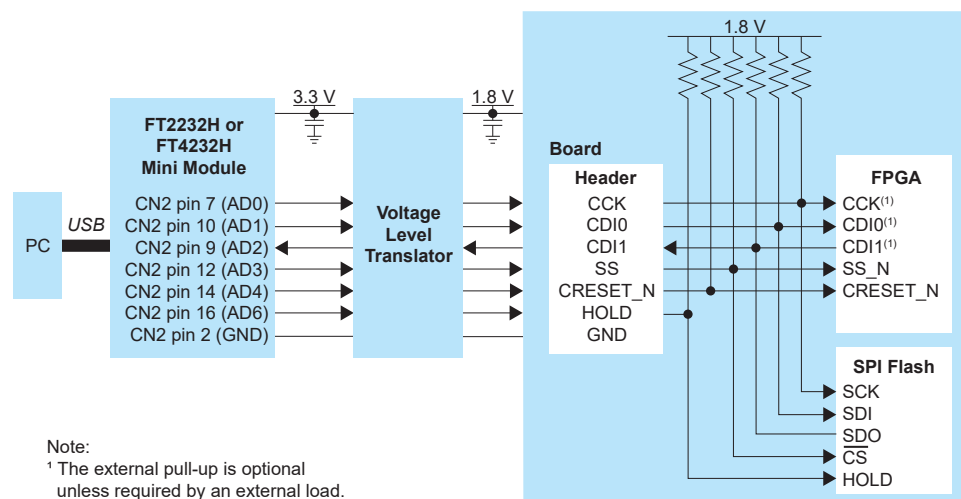 1.8 V
3.3 V
1.8 V
FT2232H or
FT4232H
Mini Module
Board
Header
FPGA
PC
USB
CN2 pin 7 (AD0)
CN2 pin 10 (AD1)
CN2 pin 9 (AD2)
CN2 pin 12 (AD3)
CN2 pin 14 (AD4)
CN2 pin 16 (AD6)
CN2 pin 2 (GND)
Voltage
Level
Translator
CCK
CDI0
CDI1
SS
CRESET_N
HOLD
GND
CCK(1)
CDI0(1)
CDI1(1)
SS_N
CRESET_N
SPI Flash
SCK
SDI
SDO
CS
HOLD
Note:
¹ The external pull-up is optional
unless required by an external load.